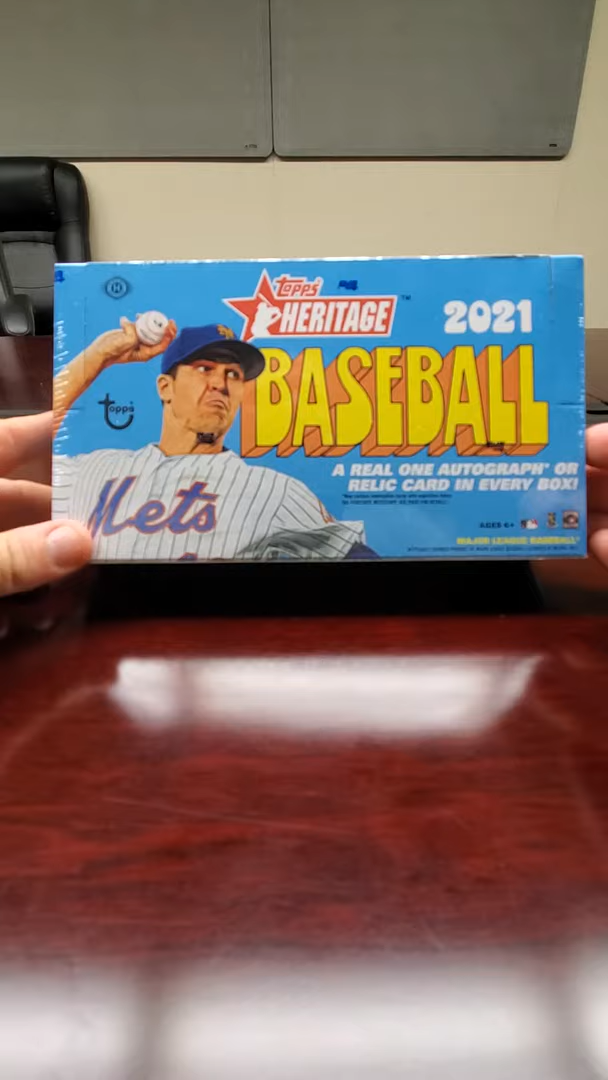 topps
HERITAGE™
2021
BASEBALL
topps
Mets
A REAL ONE AUTOGRAPH* OR
RELIC CARD IN EVERY BOX!
AGES 6+
MAJOR LEAGUE BASEBALL